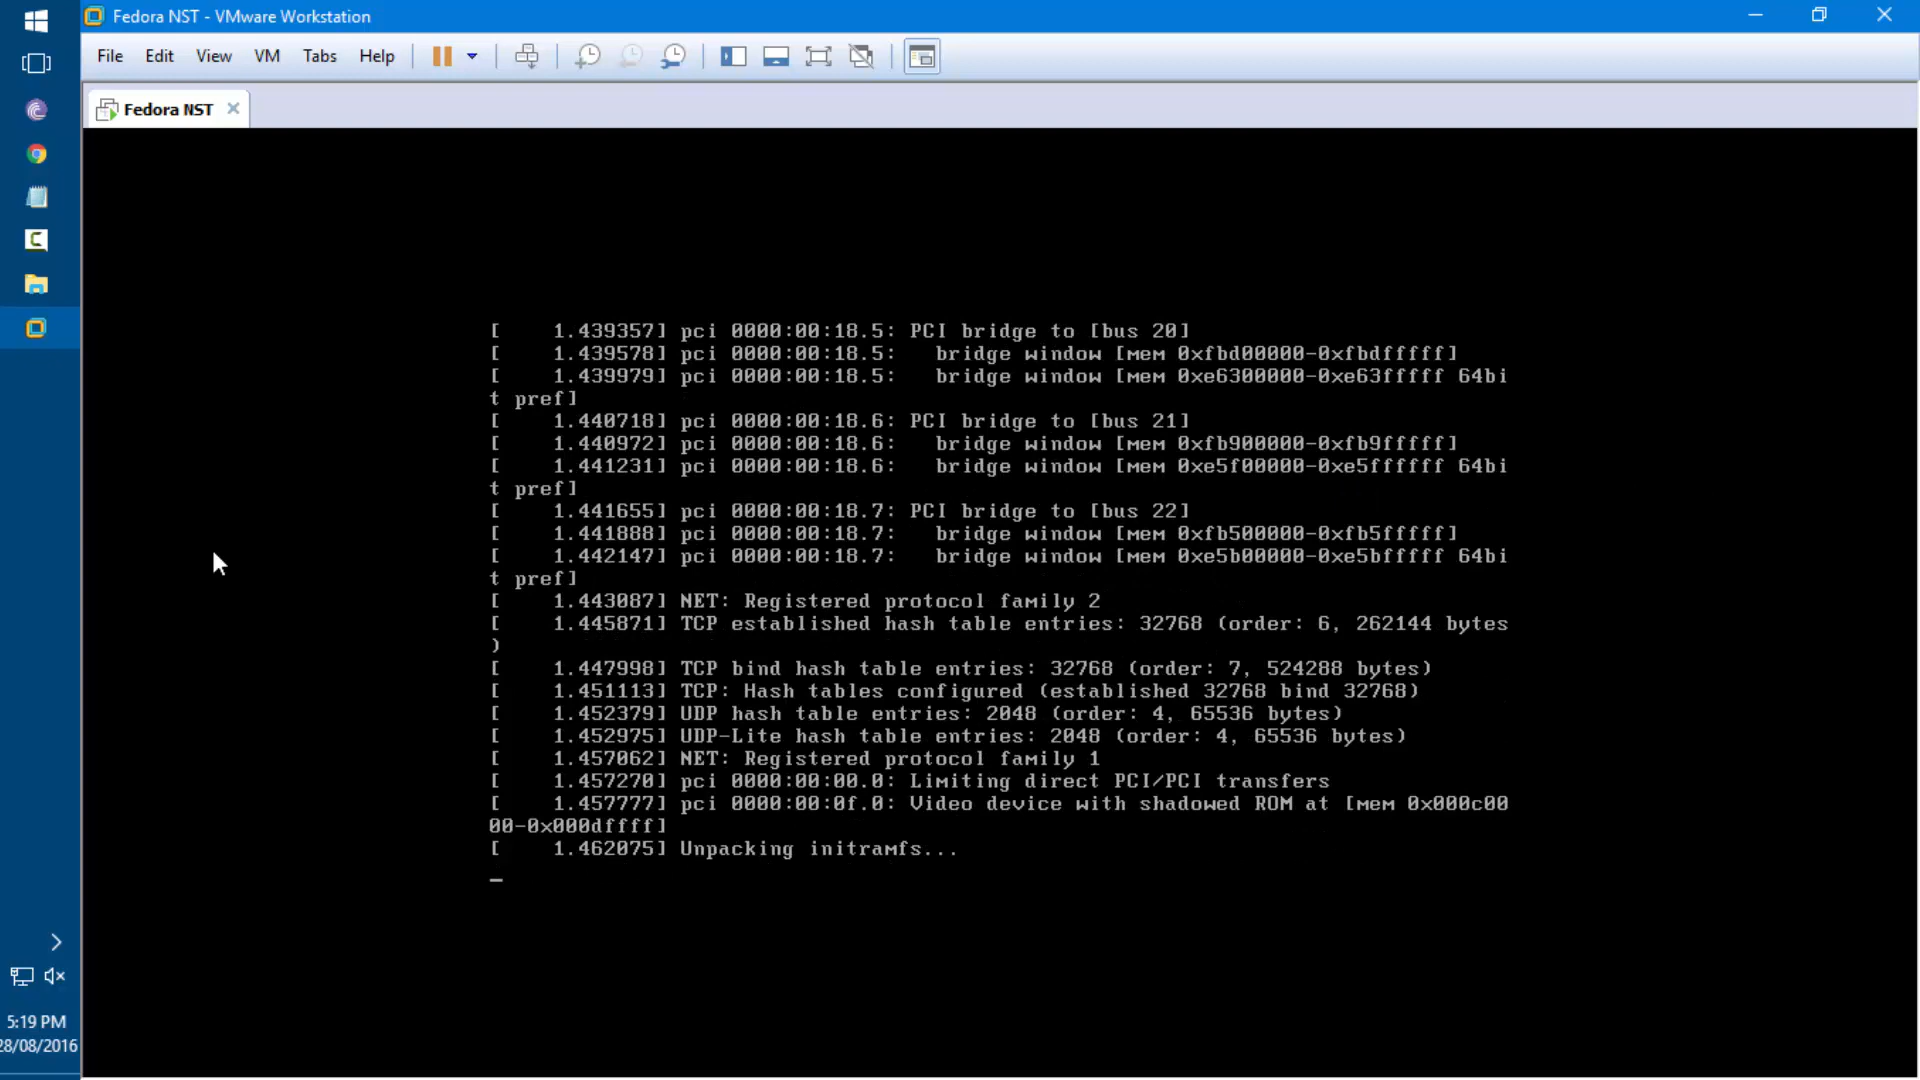 Fedora NST - VMware Workstation
File Edit View VM Tabs Help
Fedora NST
[    1.439357] pci 0000:00:18.5: PCI bridge to [bus 20]
[    1.439578] pci 0000:00:18.5:   bridge window [mem 0xfbd00000-0xfbdfffff]
[    1.439979] pci 0000:00:18.5:   bridge window [mem 0xe6300000-0xe63fffff 64bi
t pref]
[    1.440718] pci 0000:00:18.6: PCI bridge to [bus 21]
[    1.440972] pci 0000:00:18.6:   bridge window [mem 0xfb900000-0xfb9fffff]
[    1.441231] pci 0000:00:18.6:   bridge window [mem 0xe5f00000-0xe5ffffff 64bi
t pref]
[    1.441655] pci 0000:00:18.7: PCI bridge to [bus 22]
[    1.441888] pci 0000:00:18.7:   bridge window [mem 0xfb500000-0xfb5fffff]
[    1.442147] pci 0000:00:18.7:   bridge window [mem 0xe5b00000-0xe5bfffff 64bi
t pref]
[    1.443087] NET: Registered protocol family 2
[    1.445871] TCP established hash table entries: 32768 (order: 6, 262144 bytes
)
[    1.447998] TCP bind hash table entries: 32768 (order: 7, 524288 bytes)
[    1.451113] TCP: Hash tables configured (established 32768 bind 32768)
[    1.452379] UDP hash table entries: 2048 (order: 4, 65536 bytes)
[    1.452975] UDP-Lite hash table entries: 2048 (order: 4, 65536 bytes)
[    1.457062] NET: Registered protocol family 1
[    1.457270] pci 0000:00:00.0: Limiting direct PCI/PCI transfers
[    1.457777] pci 0000:00:0f.0: Video device with shadowed ROM at [mem 0x000c00
00-0x000dffff]
[    1.462075] Unpacking initramfs...
_
5:19 PM
28/08/2016